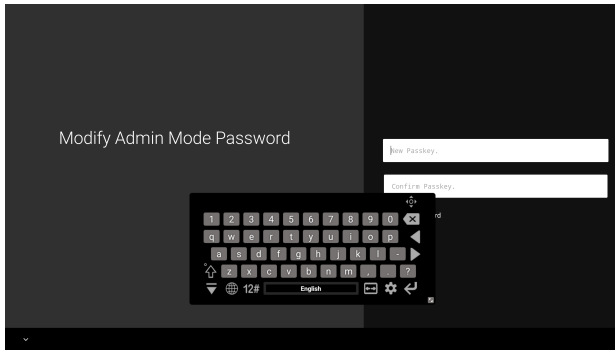 Modify Admin Mode Password
New Passkey.
Confirm Passkey.
rd
1 2 3 4 5 6 7 8 9 0
q w e r t y u i o p
a s d f g h j k l -
z x c v b n m , . ?
12# English